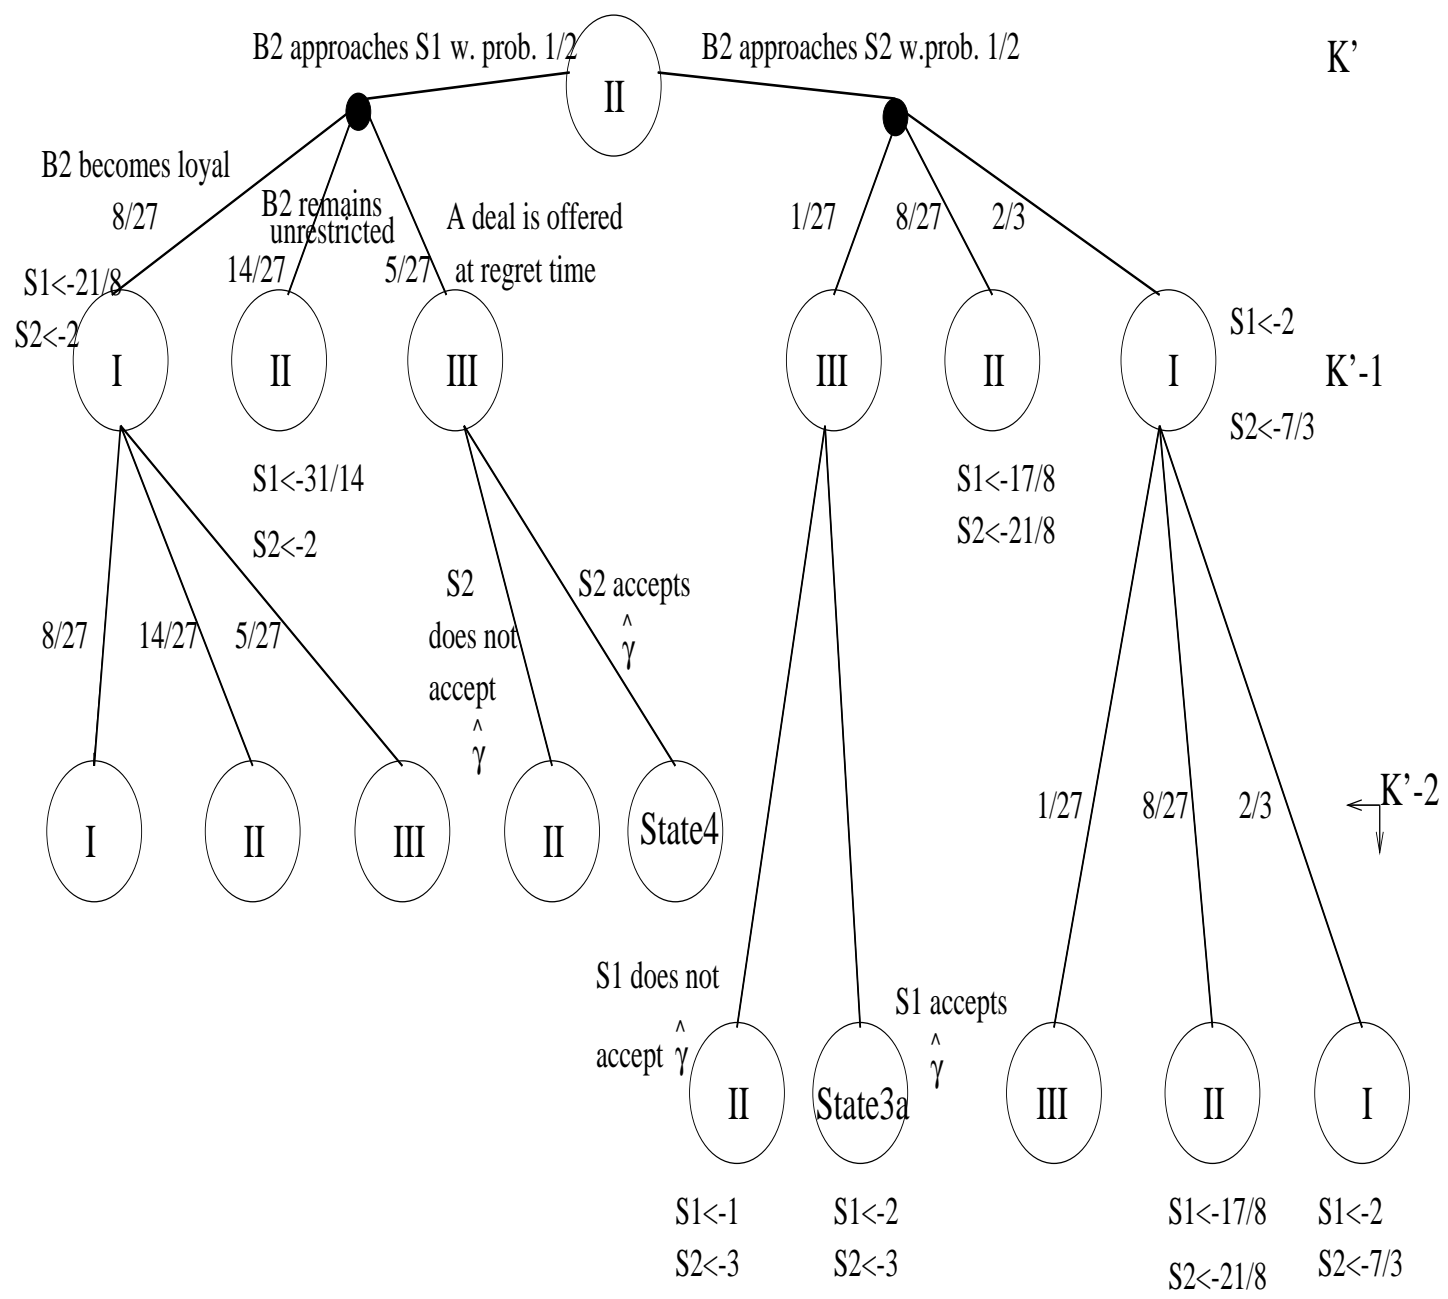 B2 approaches S1 w. prob. 1/2
B2 approaches S2 w.prob. 1/2
K’
II
B2 becomes loyal
8/27
B2 remains
unrestricted
14/27
A deal is offered
5/27 at regret time
1/27
8/27
2/3
S1<-21/8
S2<-2
I
II
III
III
II
I
S1<-2
S2<-7/3
K’-1
S1<-31/14
S2<-2
S1<-17/8
S2<-21/8
8/27
14/27
5/27
S2
does not
accept
^
γ
S2 accepts
^
γ
1/27
8/27
2/3
K’-2
I
II
III
II
State4
S1 does not
accept
^
γ
S1 accepts
^
γ
II
State3a
III
II
I
S1<-1
S2<-3
S1<-2
S2<-3
S1<-17/8
S2<-21/8
S1<-2
S2<-7/3